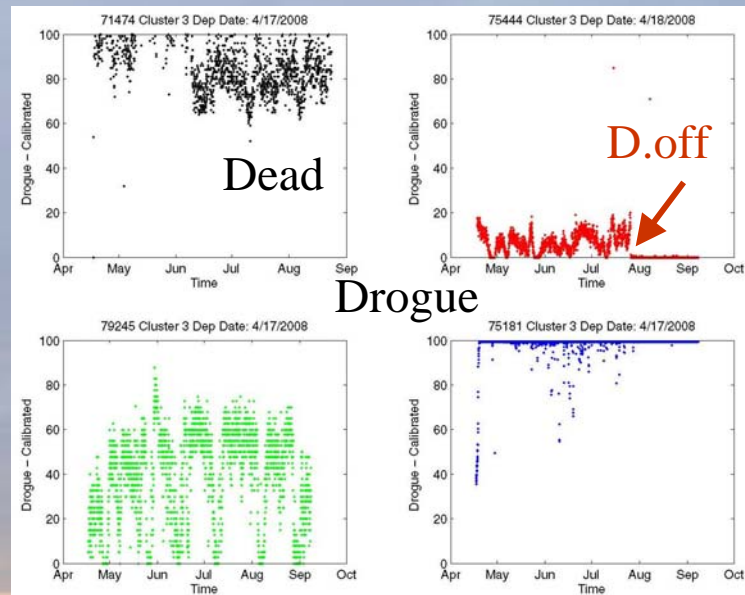 71474 Cluster 3 Dep Date: 4/17/2008
100
80
60
40
20
0
Drogue – Calibrated
Dead
Apr May Jun Jul Aug Sep
Time
75444 Cluster 3 Dep Date: 4/18/2008
100
80
60
40
20
0
Drogue – Calibrated
D.off
Apr May Jun Jul Aug Sep Oct
Time
Drogue
79245 Cluster 3 Dep Date: 4/17/2008
100
80
60
40
20
0
Drogue – Calibrated
Apr May Jun Jul Aug Sep Oct
Time
75181 Cluster 3 Dep Date: 4/17/2008
100
80
60
40
20
0
Drogue – Calibrated
Apr May Jun Jul Aug Sep Oct
Time